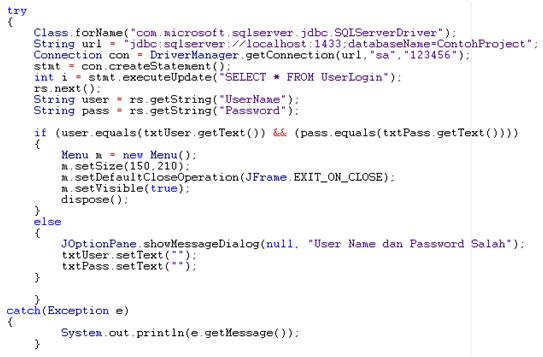 try
{
    Class.forName("com.microsoft.sqlserver.jdbc.SQLServerDriver");
    String url = "jdbc:sqlserver://localhost:1433;databaseName=ContohProject";
    Connection con = DriverManager.getConnection(url,"sa","123456");
    stmt = con.createStatement();
    int i = stmt.executeUpdate("SELECT * FROM UserLogin");
    rs.next();
    String user = rs.getString("UserName");
    String pass = rs.getString("Password");

    if (user.equals(txtUser.getText()) && (pass.equals(txtPass.getText())))
    {
        Menu m = new Menu();
        m.setSize(150,210);
        m.setDefaultCloseOperation(JFrame.EXIT_ON_CLOSE);
        m.setVisible(true);
        dispose();
    }
    else
    {
        JOptionPane.showMessageDialog(null, "User Name dan Password Salah");
        txtUser.setText("");
        txtPass.setText("");
    }

    }
catch(Exception e)
{
        System.out.println(e.getMessage());
    }